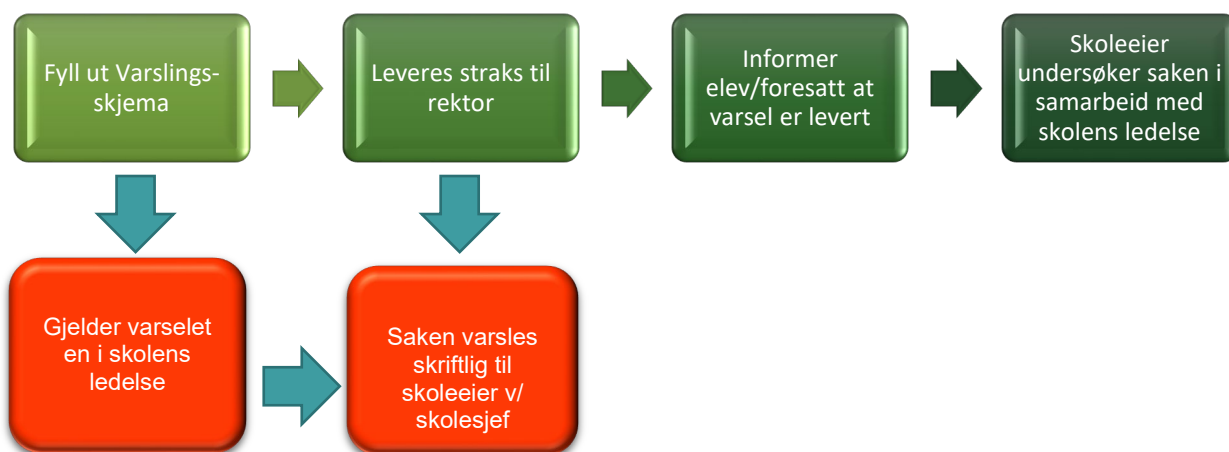 Fyll ut Varslings-
skjema
Leveres straks til
rektor
Informer
elev/foresatt at
varsel er levert
Skoleeier
undersøker saken i
samarbeid med
skolens ledelse
Gjelder varselet
en i skolens
ledelse
Saken varsles
skriftlig til
skoleeier v/
skolesjef